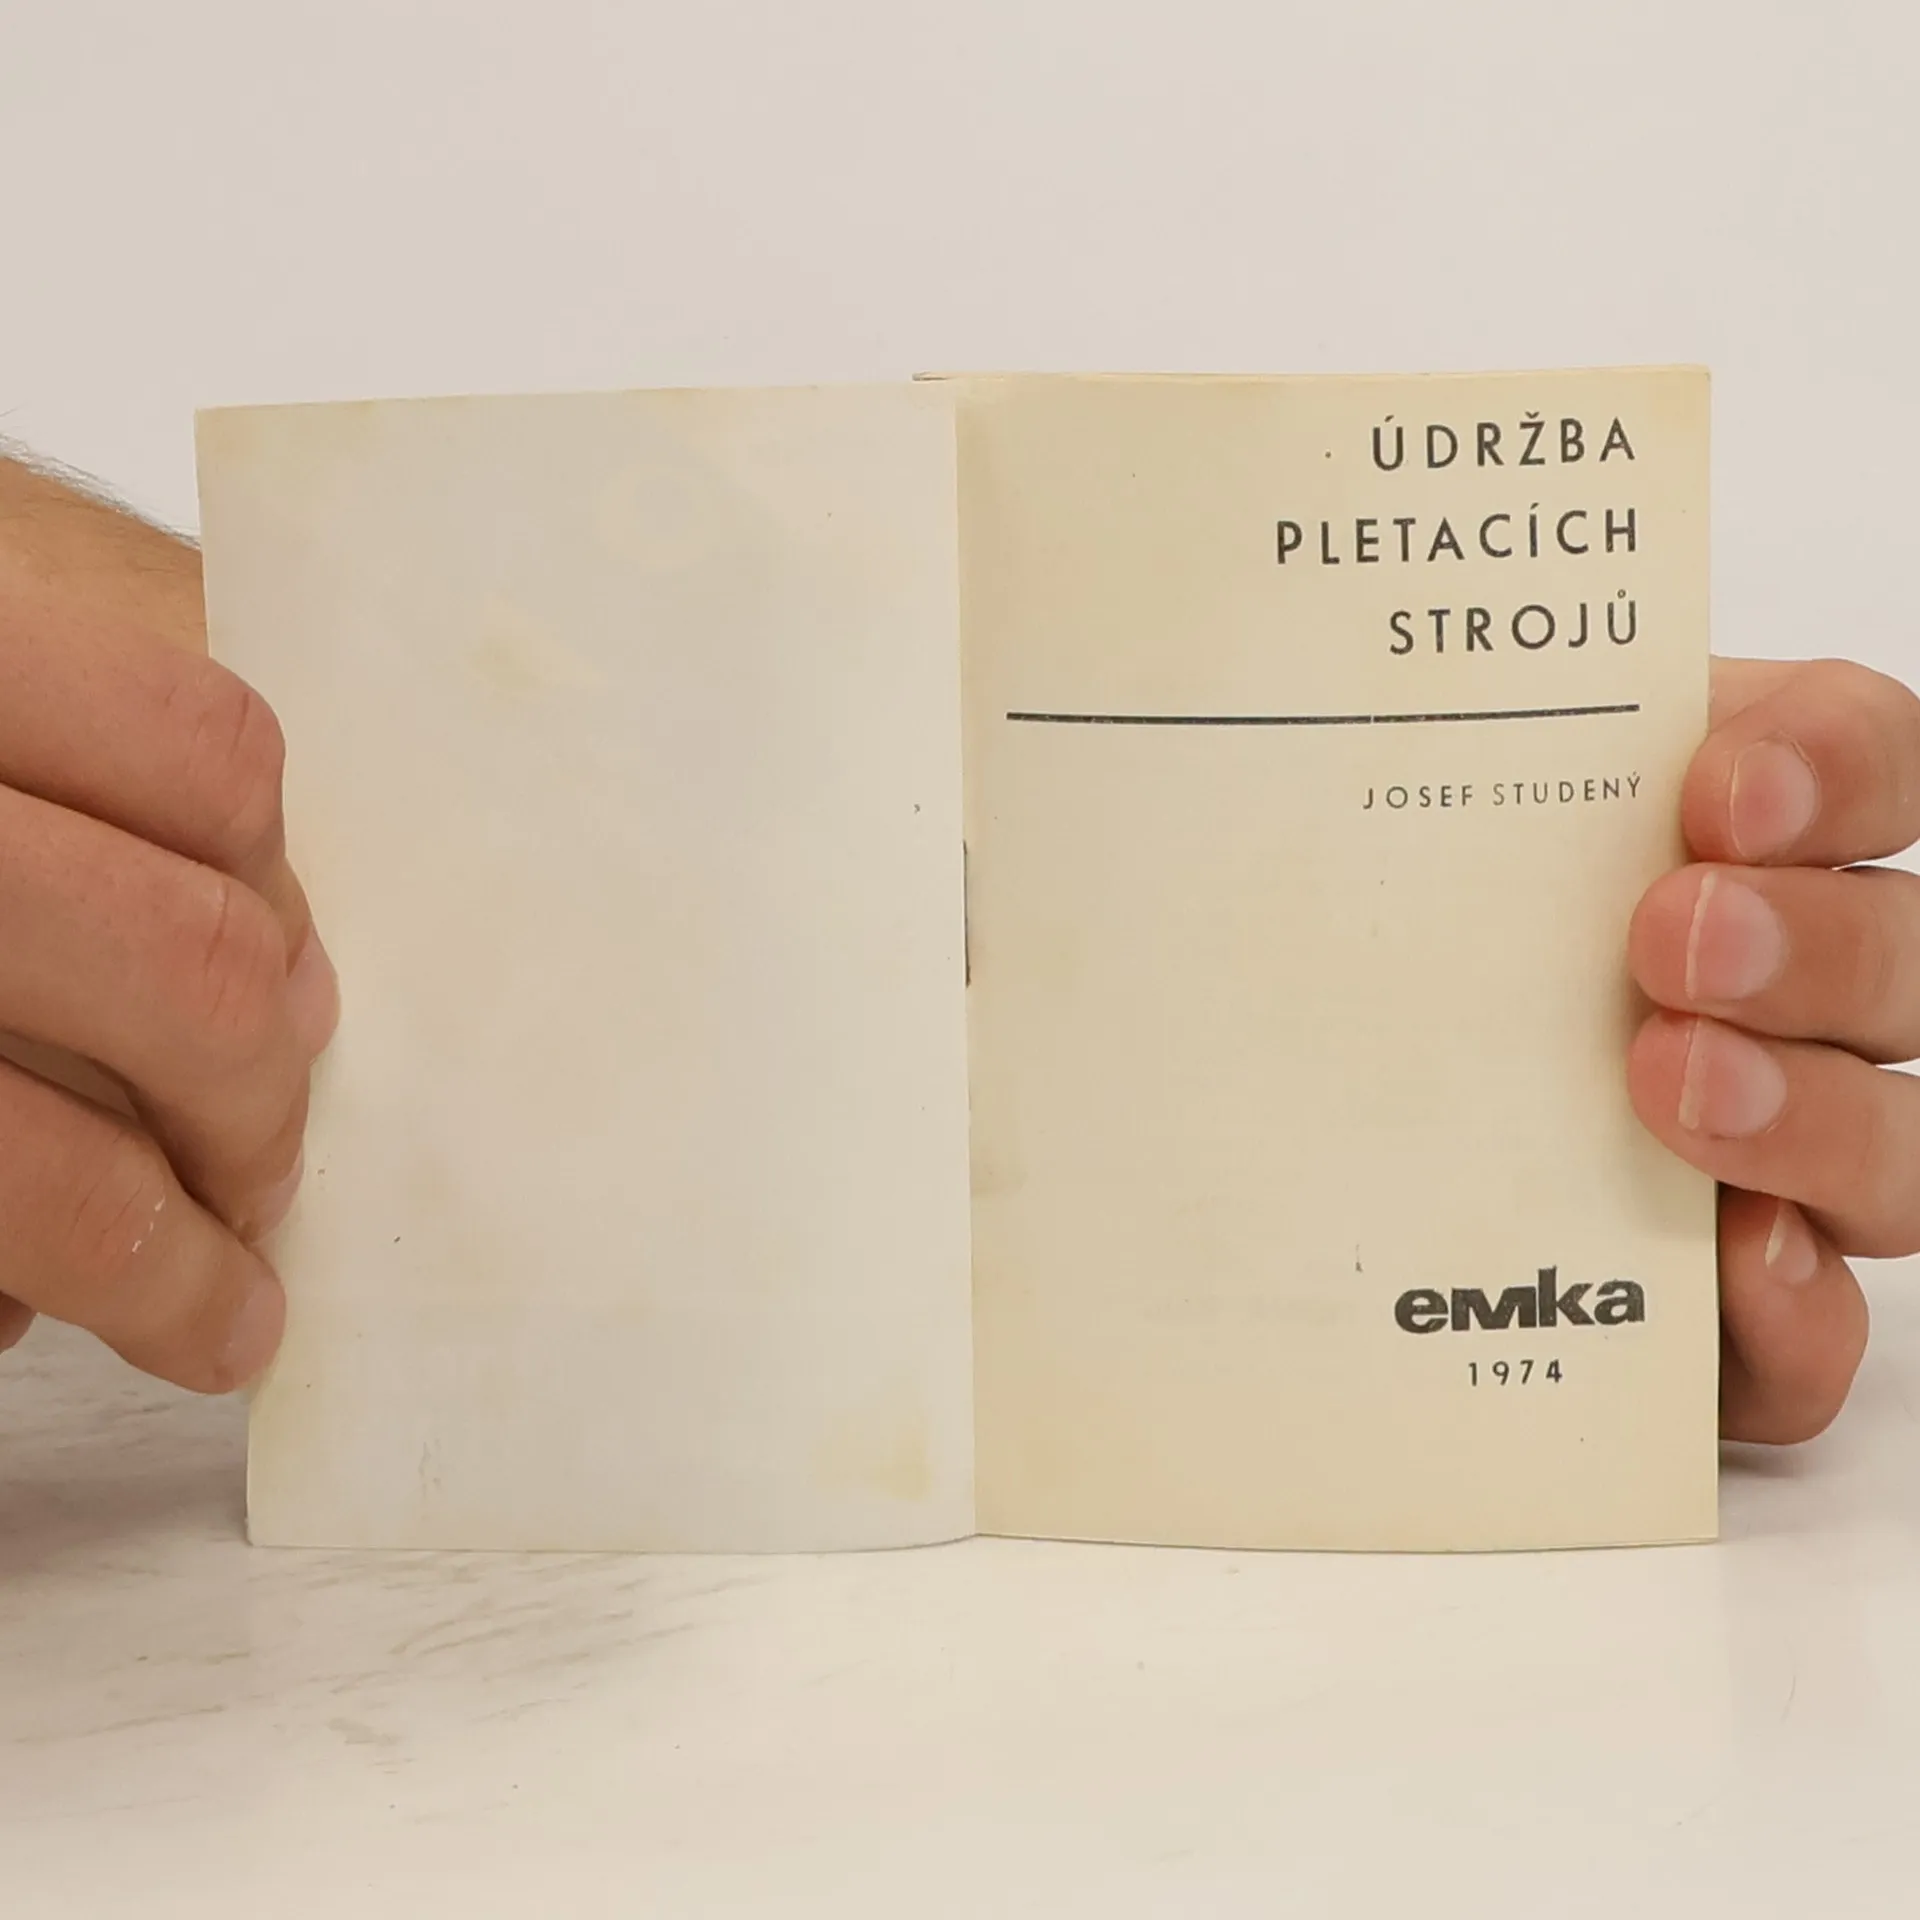 ÚDRŽBA
PLETACÍCH
STROJŮ
JOSEF STUDENÝ
emka
1974